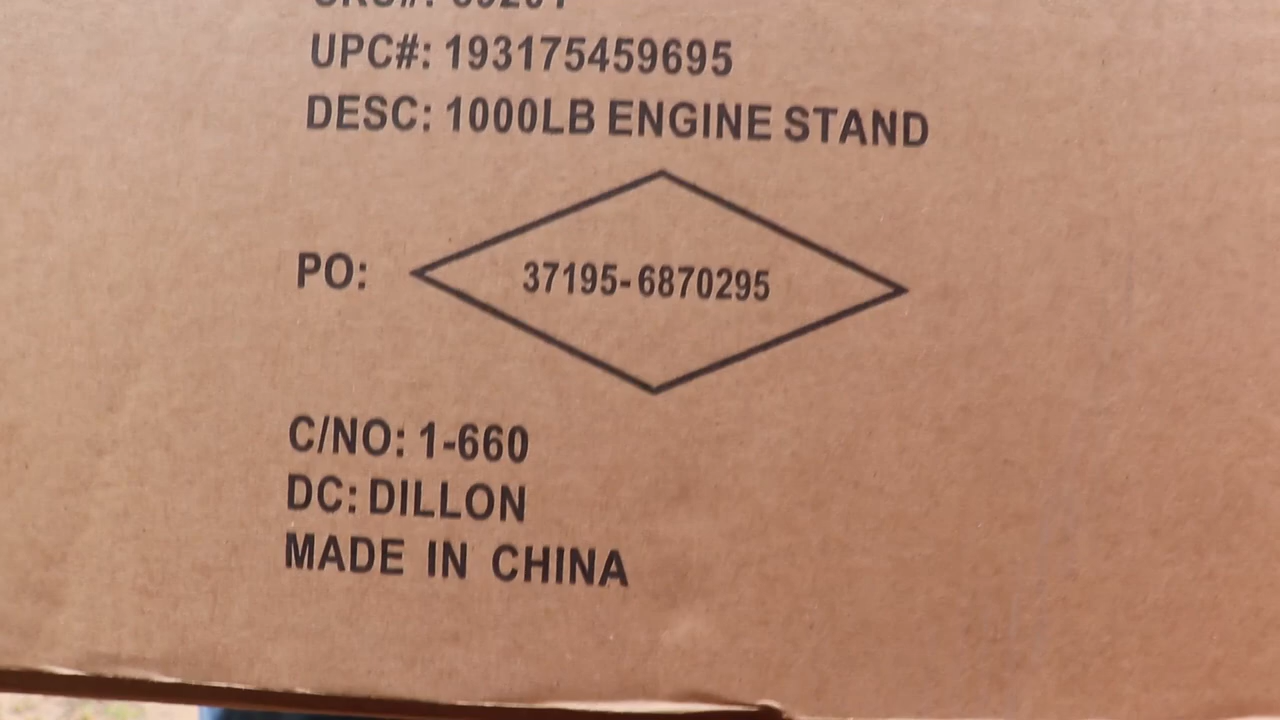 UPC#: 193175459695
DESC: 1000LB ENGINE STAND
PO: 37195-6870295
C/NO: 1-660
DC: DILLON
MADE IN CHINA